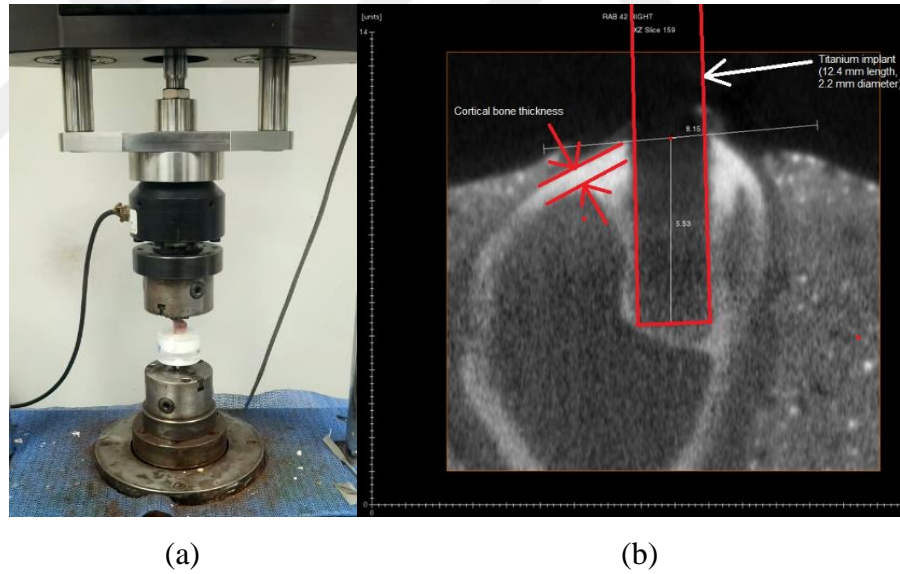 [units]
14
RAB 42 RIGHT
XZ Slice 159
Titanium implant
(12.4 mm length,
2.2 mm diameter)
Cortical bone thickness
8.15
5.53
0
0
(a)
(b)